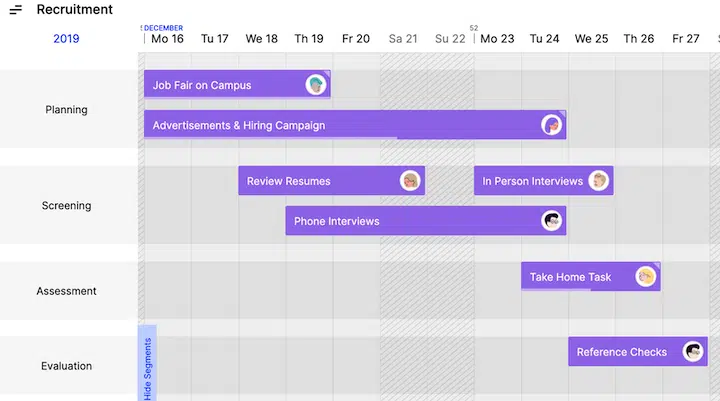 Recruitment
DECEMBER
52
2019
Mo 16 Tu 17 We 18 Th 19 Fr 20 Sa 21 Su 22 Mo 23 Tu 24 We 25 Th 26 Fr 27
Planning
Job Fair on Campus
Advertisements & Hiring Campaign
Screening
Review Resumes
In Person Interviews
Phone Interviews
Assessment
Take Home Task
Evaluation
Reference Checks
Hide Segments